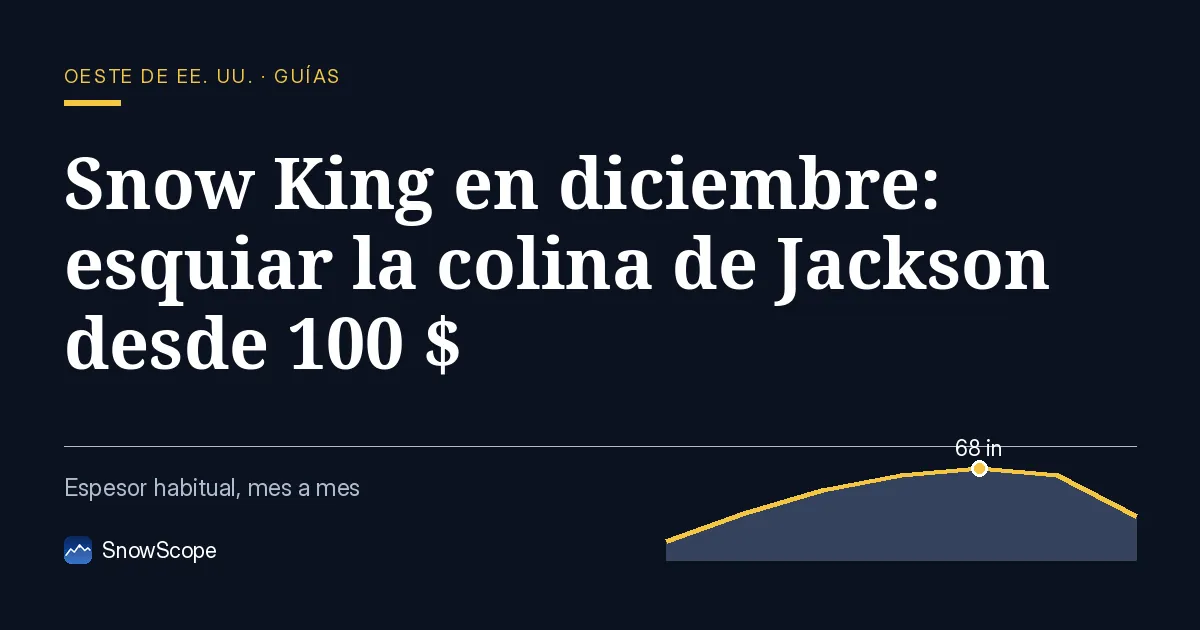 OESTE DE EE. UU. · GUÍAS
Snow King en diciembre:
esquiar la colina de Jackson
desde 100 $
68 in
Espesor habitual, mes a mes
SnowScope